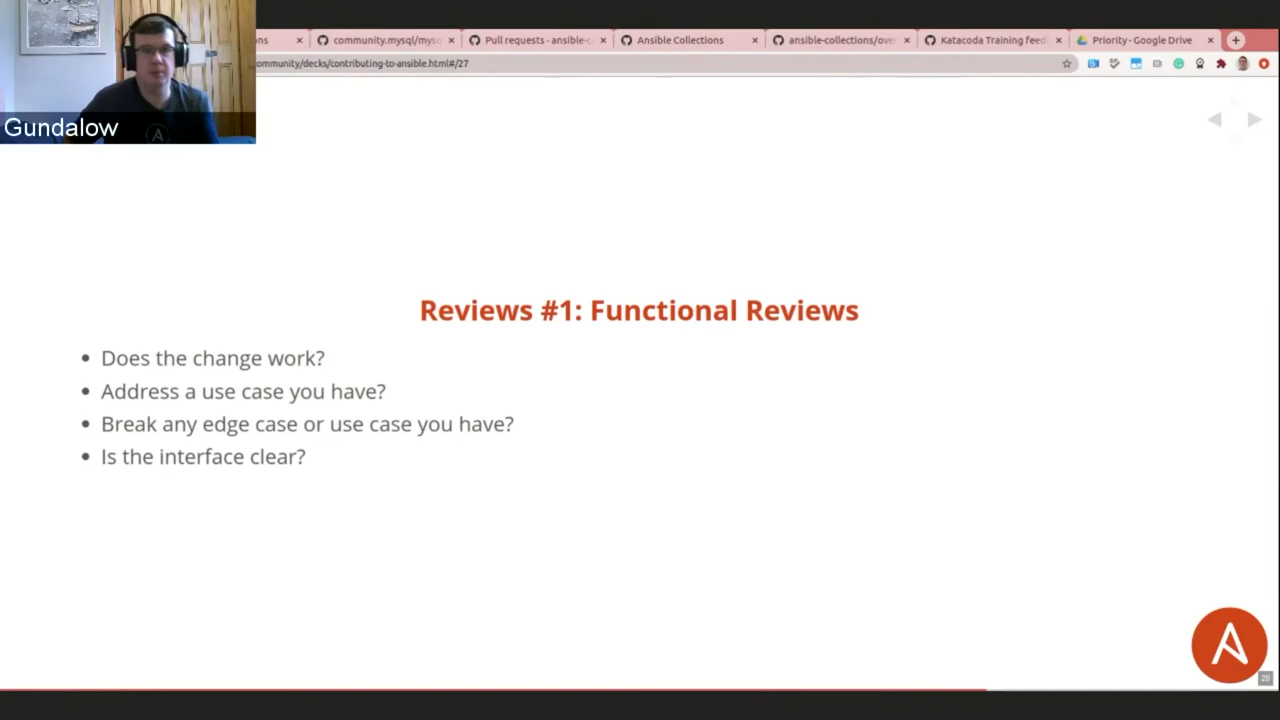 ns
community.mysql/mysq
Pull requests · ansible-c
Ansible Collections
ansible-collections/ove
Katacoda Training feed
Priority - Google Drive
ommunity/decks/contributing-to-ansible.html#/27
Gundalow
Reviews #1: Functional Reviews
Does the change work?
Address a use case you have?
Break any edge case or use case you have?
Is the interface clear?
28